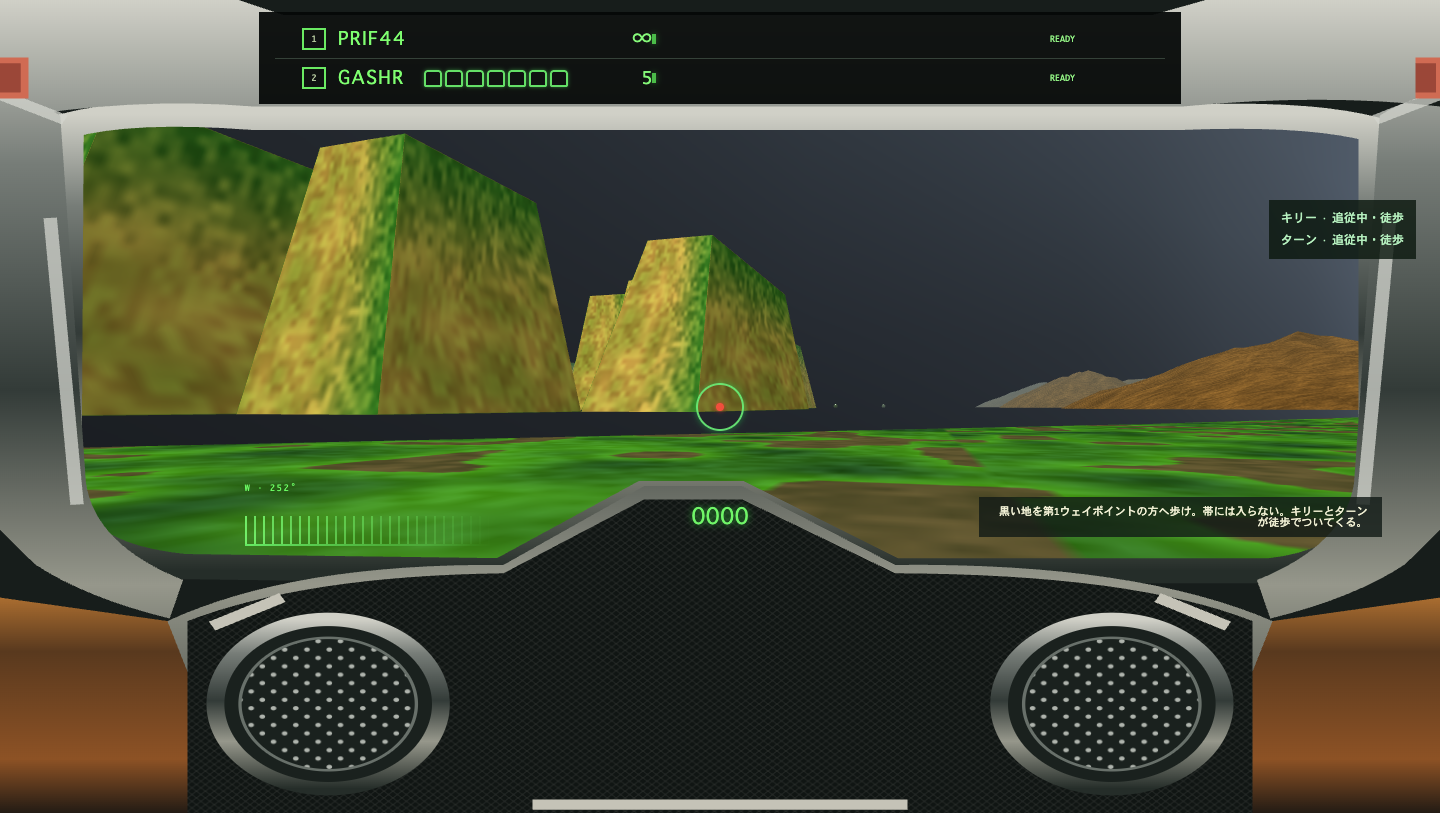 1 PRIF44 ∞ READY
2 GASHR 5 READY
キリー · 追従中・徒歩
ターン · 追従中・徒歩
W · 252°
0000
黒い地を第1ウェイポイントの方へ歩け。帯には入らない。キリーとターン
が徒歩でついてくる。